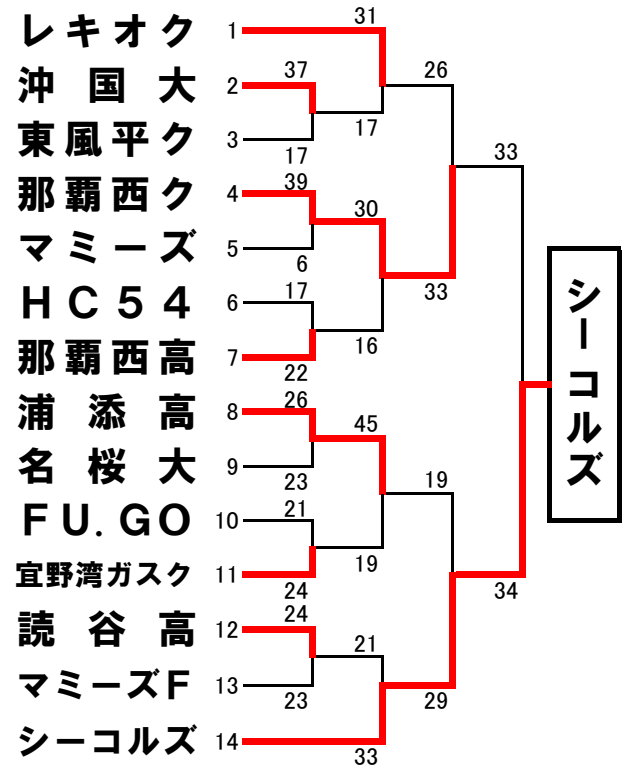 レキオク 1
沖国大 2
東風平ク 3
那覇西ク 4
マミーズ 5
HC54 6
那覇西高 7
浦添高 8
名桜大 9
FU.GO 10
宜野湾ガスク 11
読谷高 12
マミーズF 13
シーコルズ 14
37
17
39
6
17
22
26
23
21
24
24
23
31
17
30
16
45
19
21
33
26
33
19
29
33
34
シーコルズ